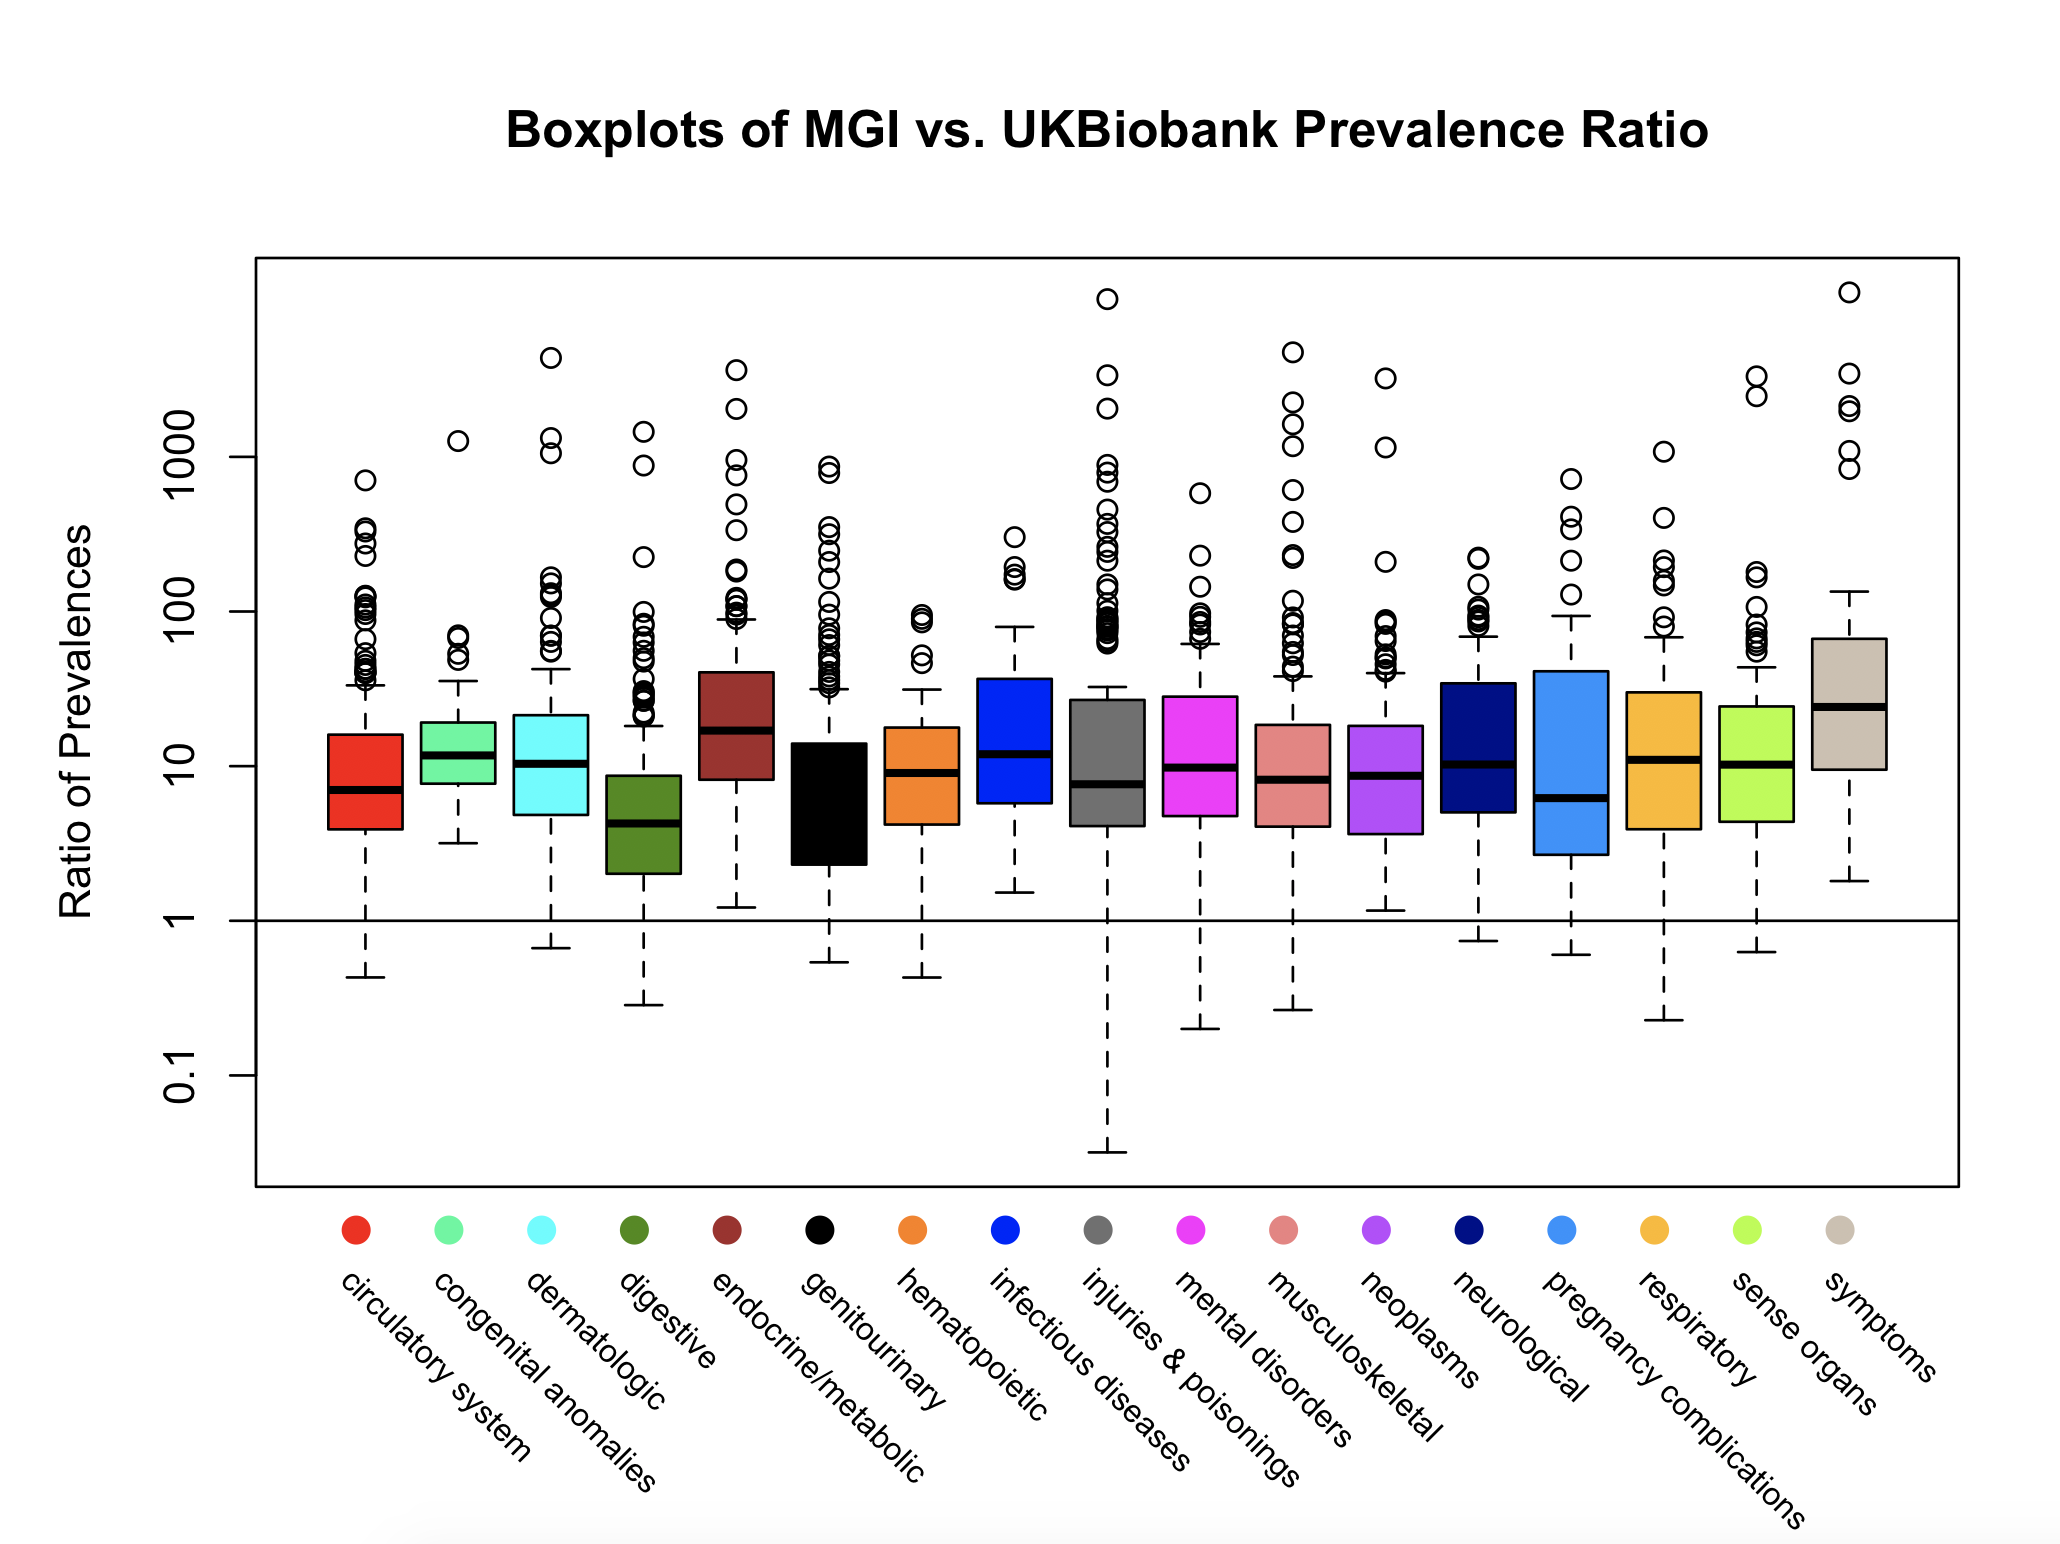 Boxplots of MGI vs. UKBiobank Prevalence Ratio
Ratio of Prevalences
1000
100
10
1
0.1
circulatory system
congenital anomalies
dermatologic
digestive
endocrine/metabolic
genitourinary
hematopoietic
infectious diseases
injuries & poisonings
mental disorders
musculoskeletal
neoplasms
neurological
pregnancy complications
respiratory
sense organs
symptoms